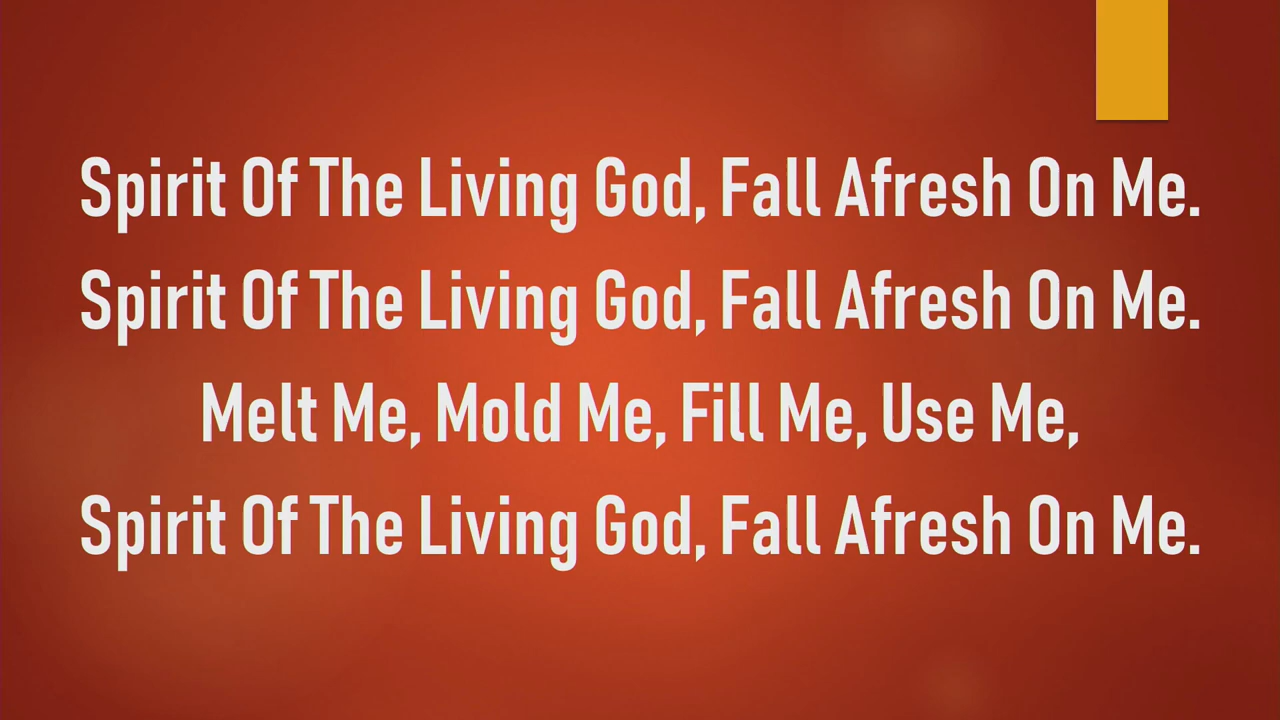 Spirit Of The Living God, Fall Afresh On Me.
Spirit Of The Living God, Fall Afresh On Me.
Melt Me, Mold Me, Fill Me, Use Me,
Spirit Of The Living God, Fall Afresh On Me.